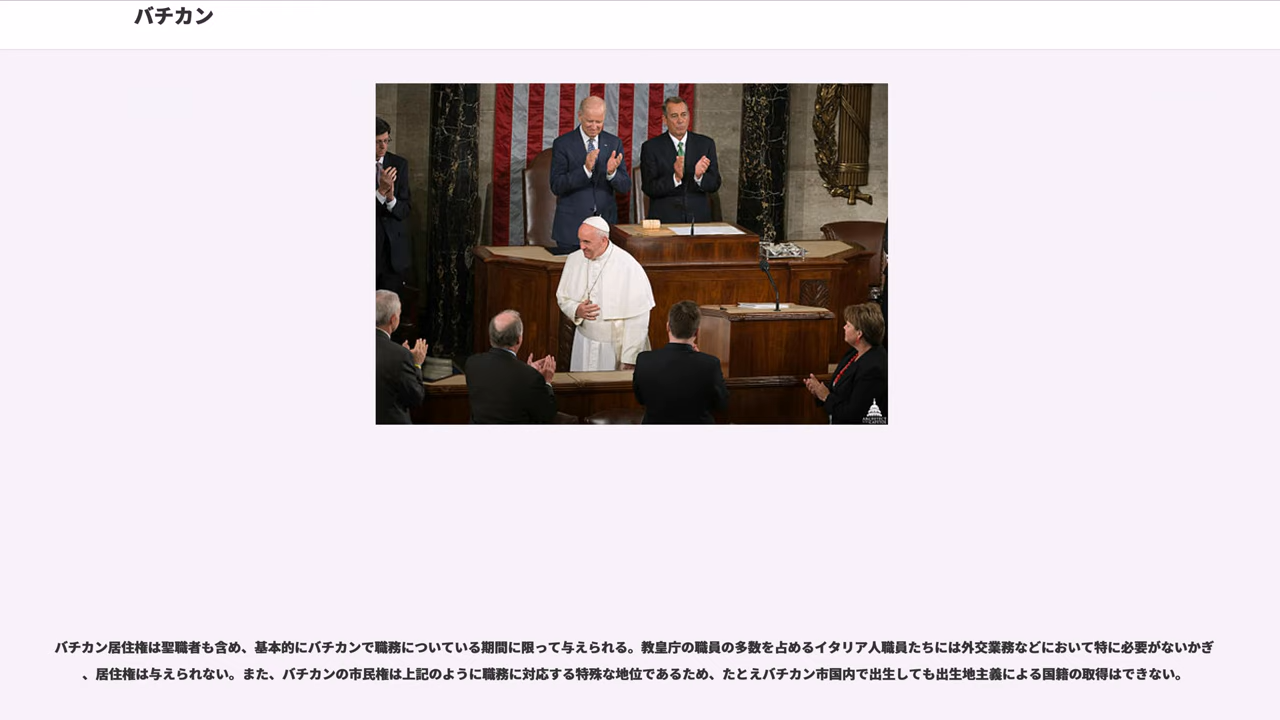 バチカン
バチカン居住権は聖職者も含め、基本的にバチカンで職務についている期間に限って与えられる。教皇庁の職員の多数を占めるイタリア人職員たちには外交業務などにおいて特に必要がないかぎ
、居住権は与えられない。また、バチカンの市民権は上記のように職務に対応する特殊な地位であるため、たとえバチカン市国内で出生しても出生地主義による国籍の取得はできない。